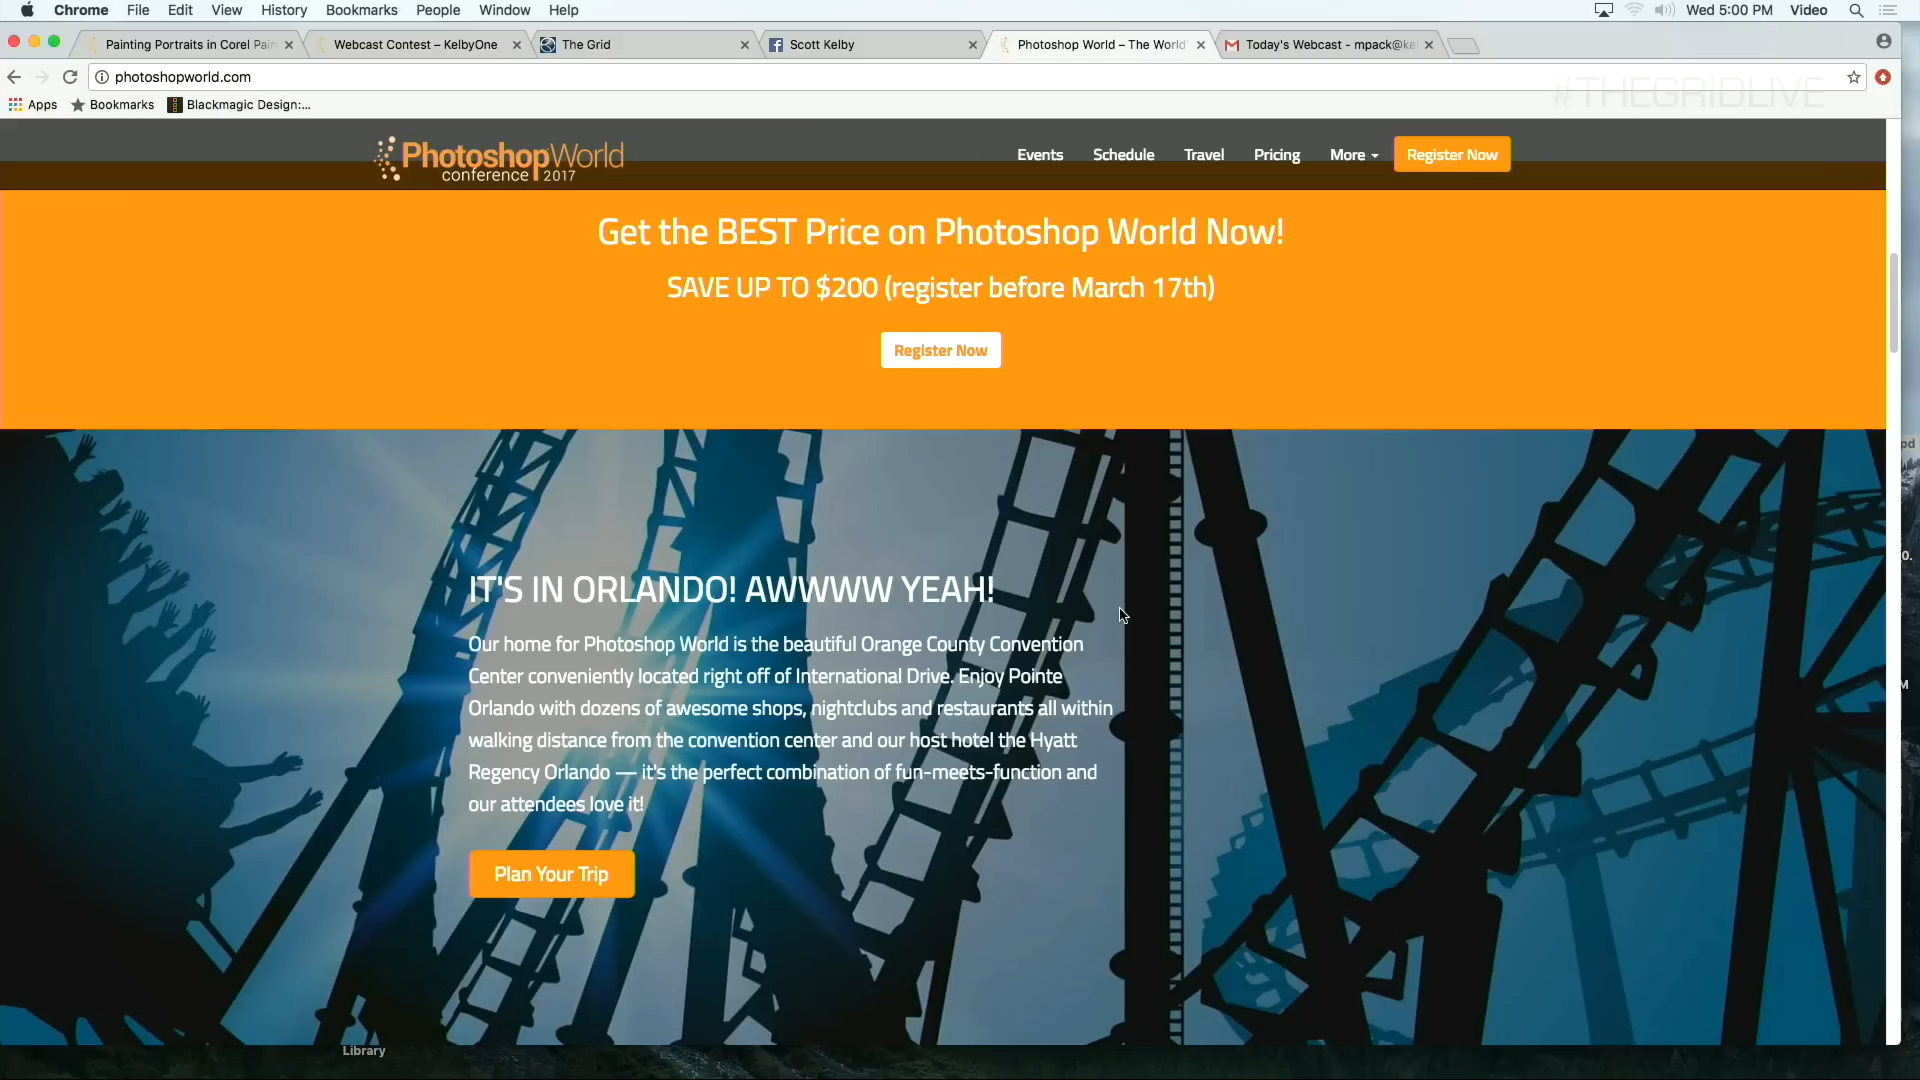 Chrome File Edit View History Bookmarks People Window Help
Wed 5:00 PM Video
Painting Portraits in Corel Pain
Webcast Contest – KelbyOne
The Grid
Scott Kelby
Photoshop World – The World'
Today's Webcast - mpack@ke
photoshopworld.com
#THEGRIDLIVE
Apps Bookmarks Blackmagic Design:...
PhotoshopWorld
conference 2017
Events Schedule Travel Pricing More Register Now
Get the BEST Price on Photoshop World Now!
SAVE UP TO $200 (register before March 17th)
Register Now
IT'S IN ORLANDO! AWWWW YEAH!
Our home for Photoshop World is the beautiful Orange County Convention
Center conveniently located right off of International Drive. Enjoy Pointe
Orlando with dozens of awesome shops, nightclubs and restaurants all within
walking distance from the convention center and our host hotel the Hyatt
Regency Orlando — it's the perfect combination of fun-meets-function and
our attendees love it!
Plan Your Trip
Library